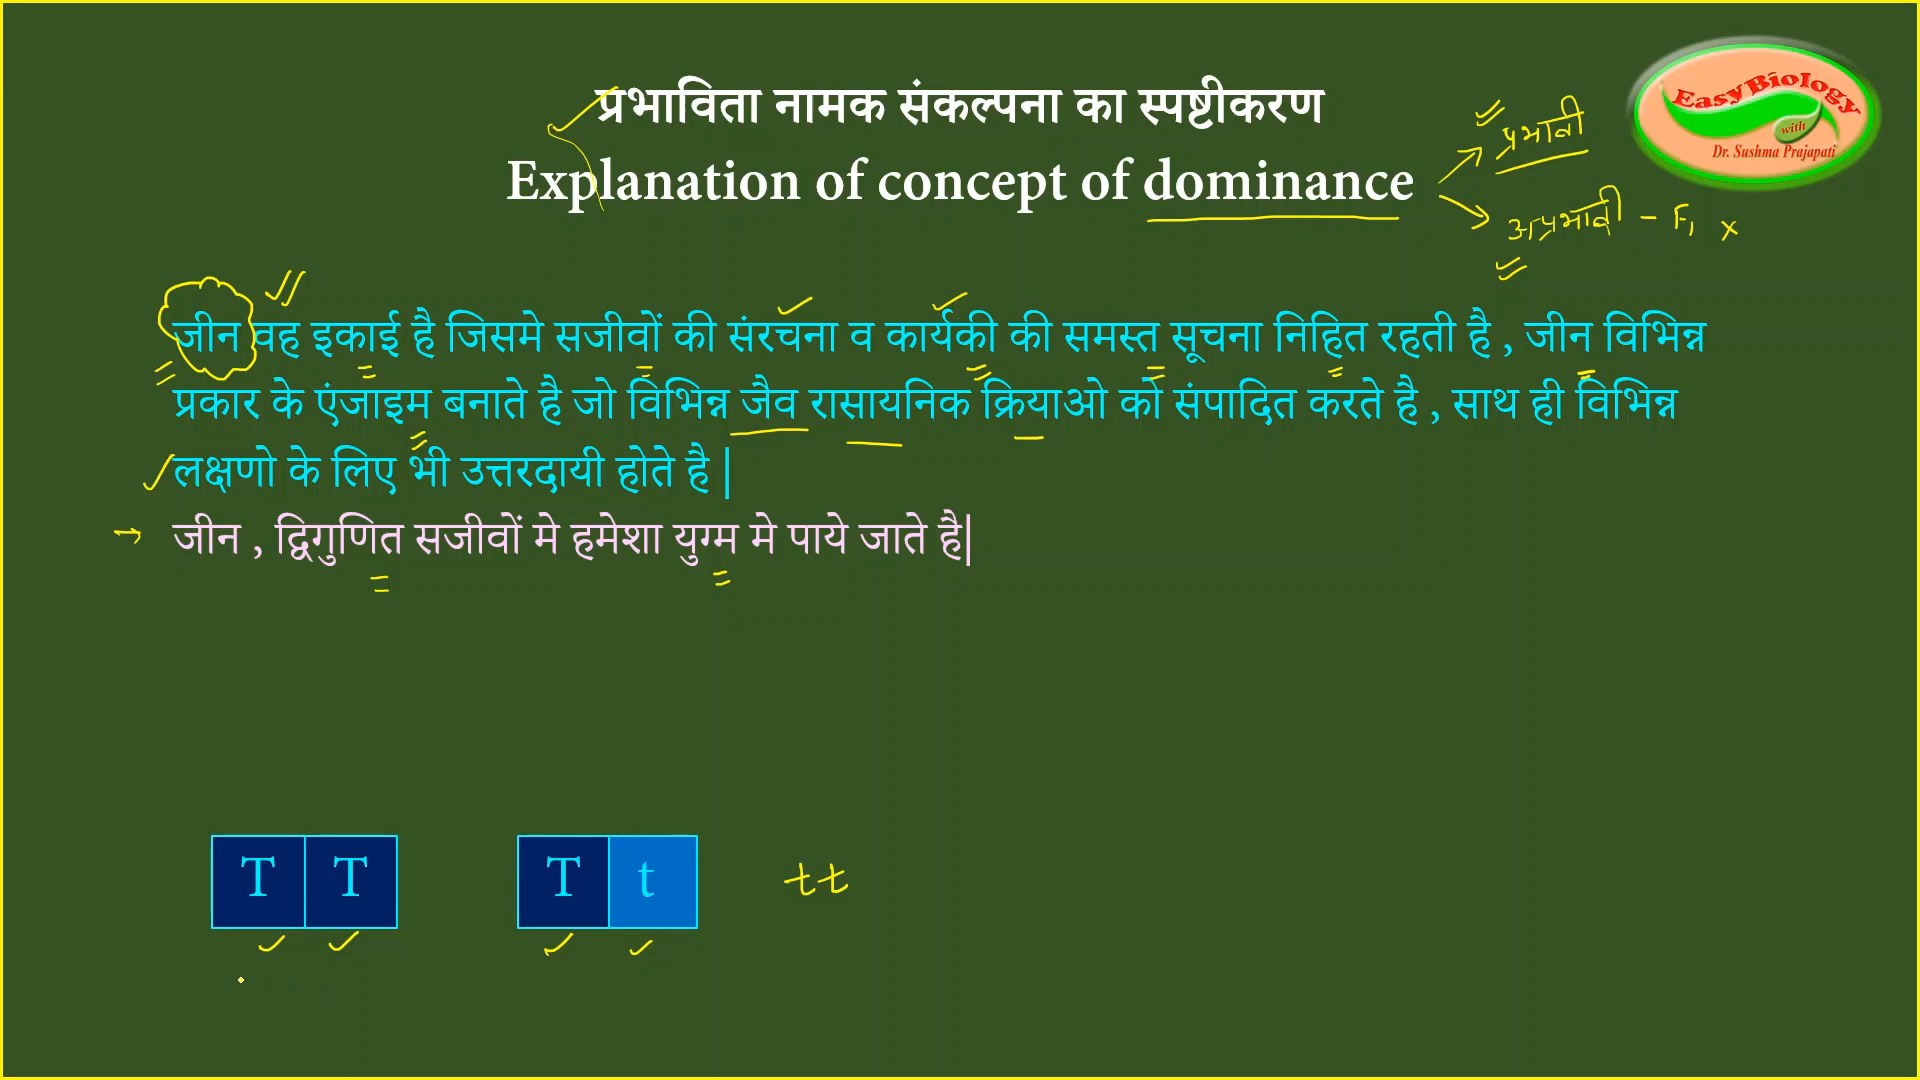 प्रभाविता नामक संकल्पना का स्पष्टीकरण
Explanation of concept of dominance
प्रभावी
अप्रभावी - F1 x
EasyBiology
with
Dr. Sushma Prajapati
जीन वह इकाई है जिसमे सजीवों की संरचना व कार्यकी की समस्त सूचना निहित रहती है , जीन विभिन्न
प्रकार के एंजाइम बनाते है जो विभिन्न जैव रासायनिक क्रियाओ को संपादित करते है , साथ ही विभिन्न
लक्षणो के लिए भी उत्तरदायी होते है |
जीन , द्विगुणित सजीवों मे हमेशा युग्म मे पाये जाते है|
T T T t tt